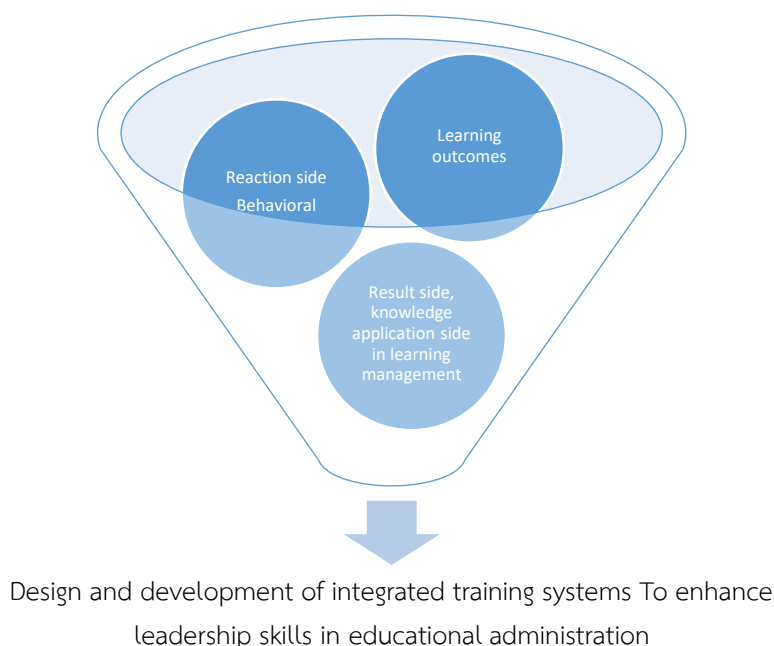 Learning
outcomes
Reaction side
Behavioral
Result side,
knowledge
application side
in learning
management
Design and development of integrated training systems To enhance
leadership skills in educational administration